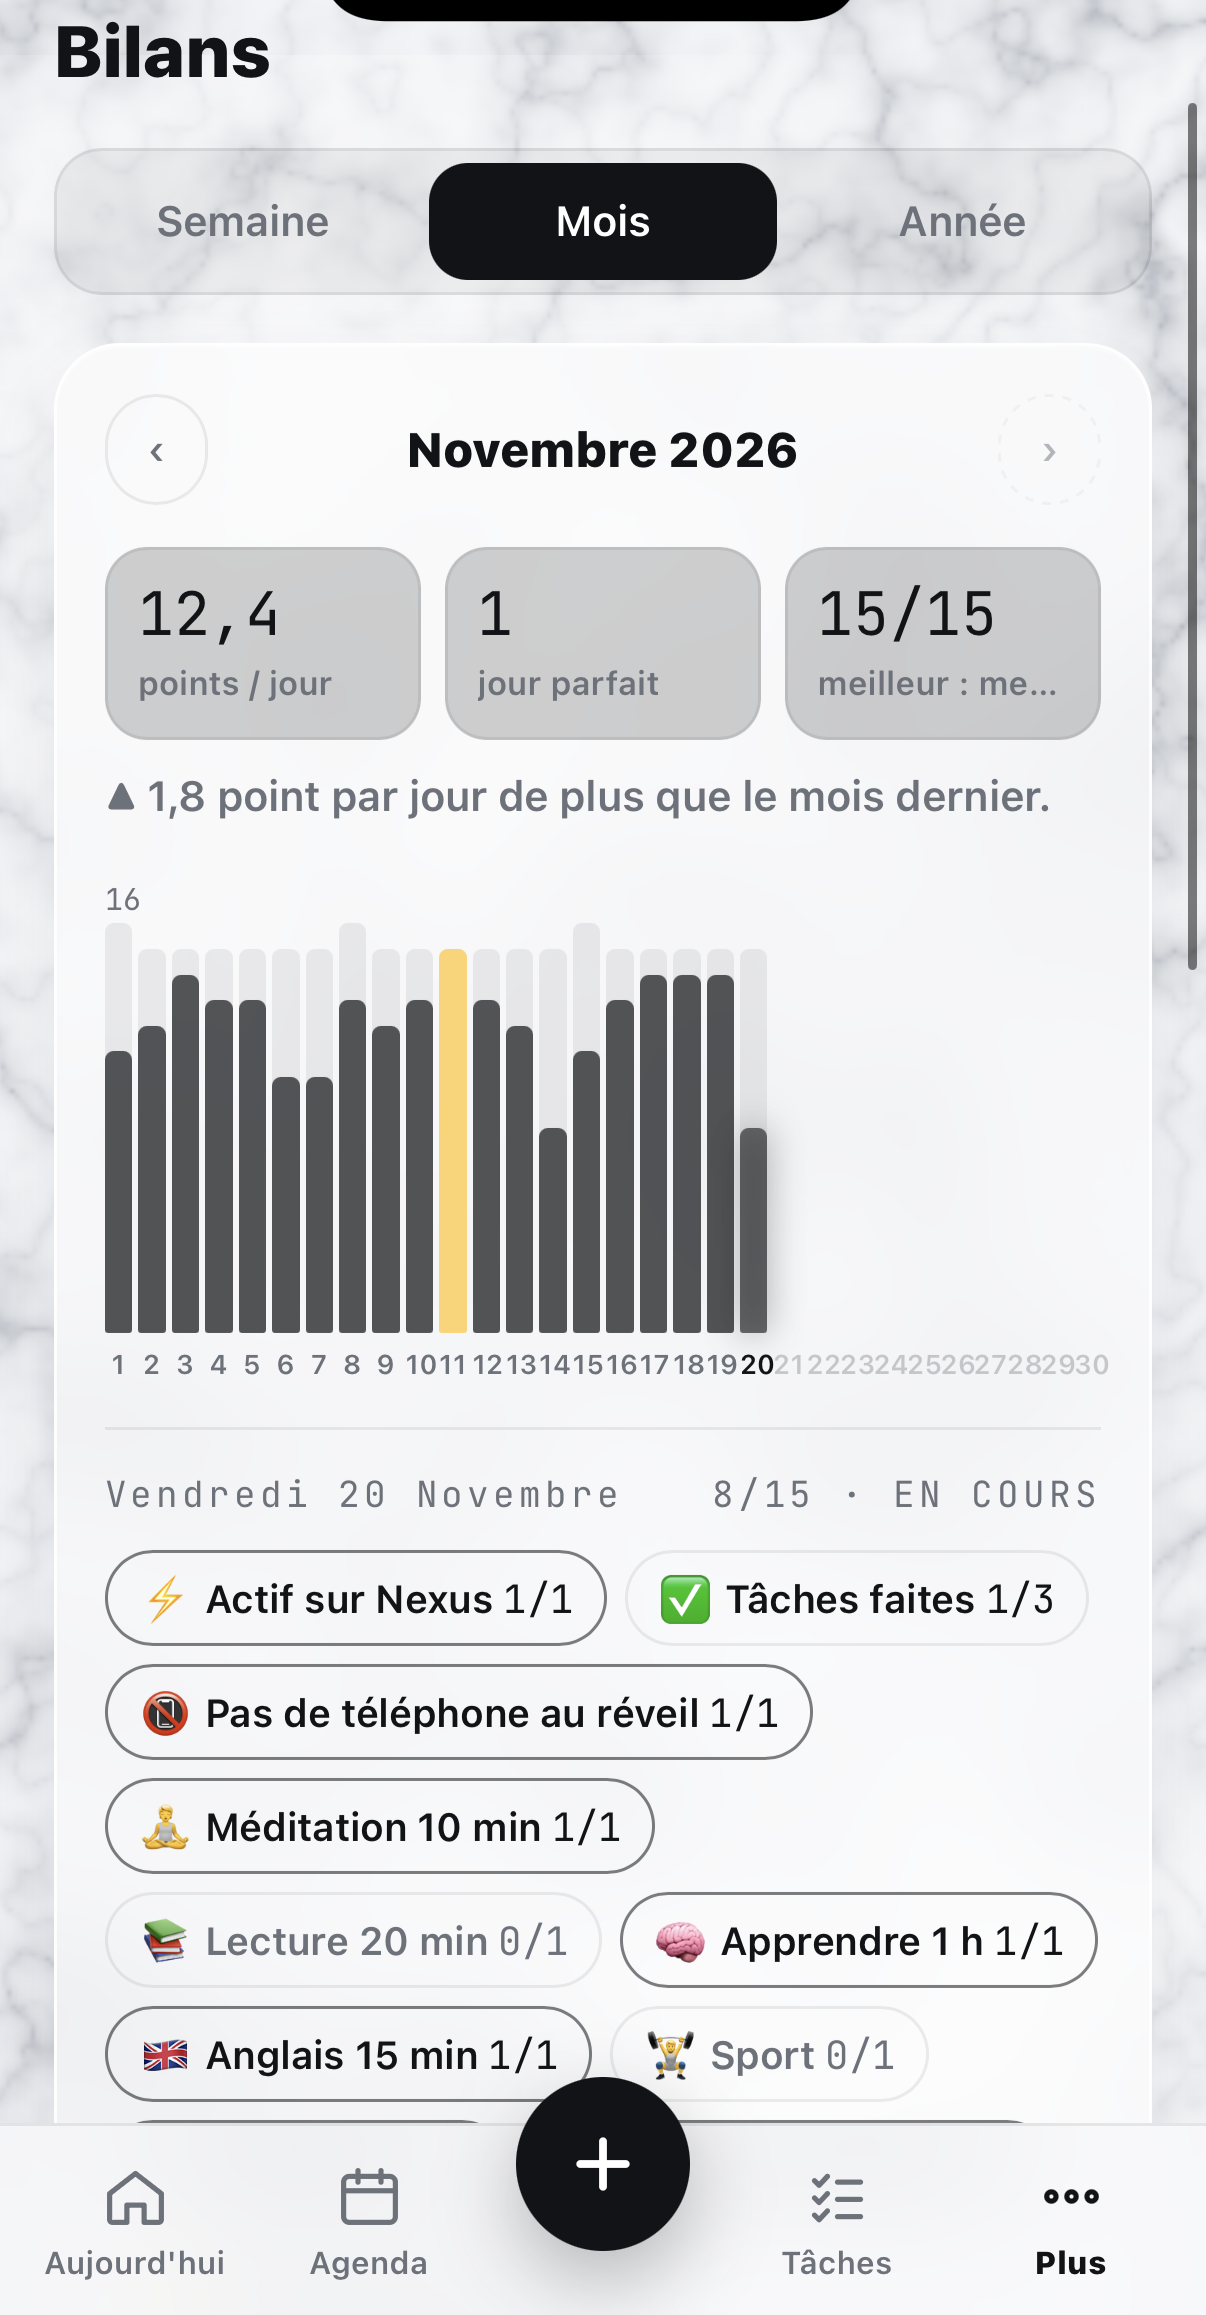 Bilans
Semaine Mois Année
‹ Novembre 2026 ›
12,4 1 15/15
points / jour jour parfait meilleur : me...
▲ 1,8 point par jour de plus que le mois dernier.
16
1 2 3 4 5 6 7 8 9 10 11 12 13 14 15 16 17 18 19 20 21 22 23 24 25 26 27 28 29 30
Vendredi 20 Novembre 8/15 · EN COURS
⚡ Actif sur Nexus 1/1 ✅ Tâches faites 1/3
📵 Pas de téléphone au réveil 1/1
🧘 Méditation 10 min 1/1
📚 Lecture 20 min 0/1 🧠 Apprendre 1 h 1/1
🇬🇧 Anglais 15 min 1/1 🏋️ Sport 0/1
+
Aujourd'hui Agenda Tâches Plus